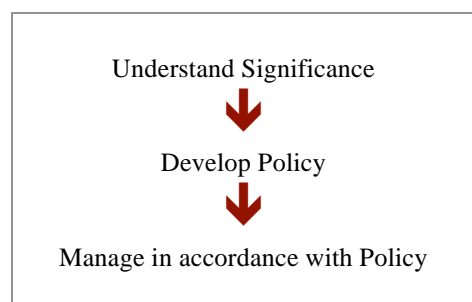 Understand Significance
Develop Policy
Manage in accordance with Policy